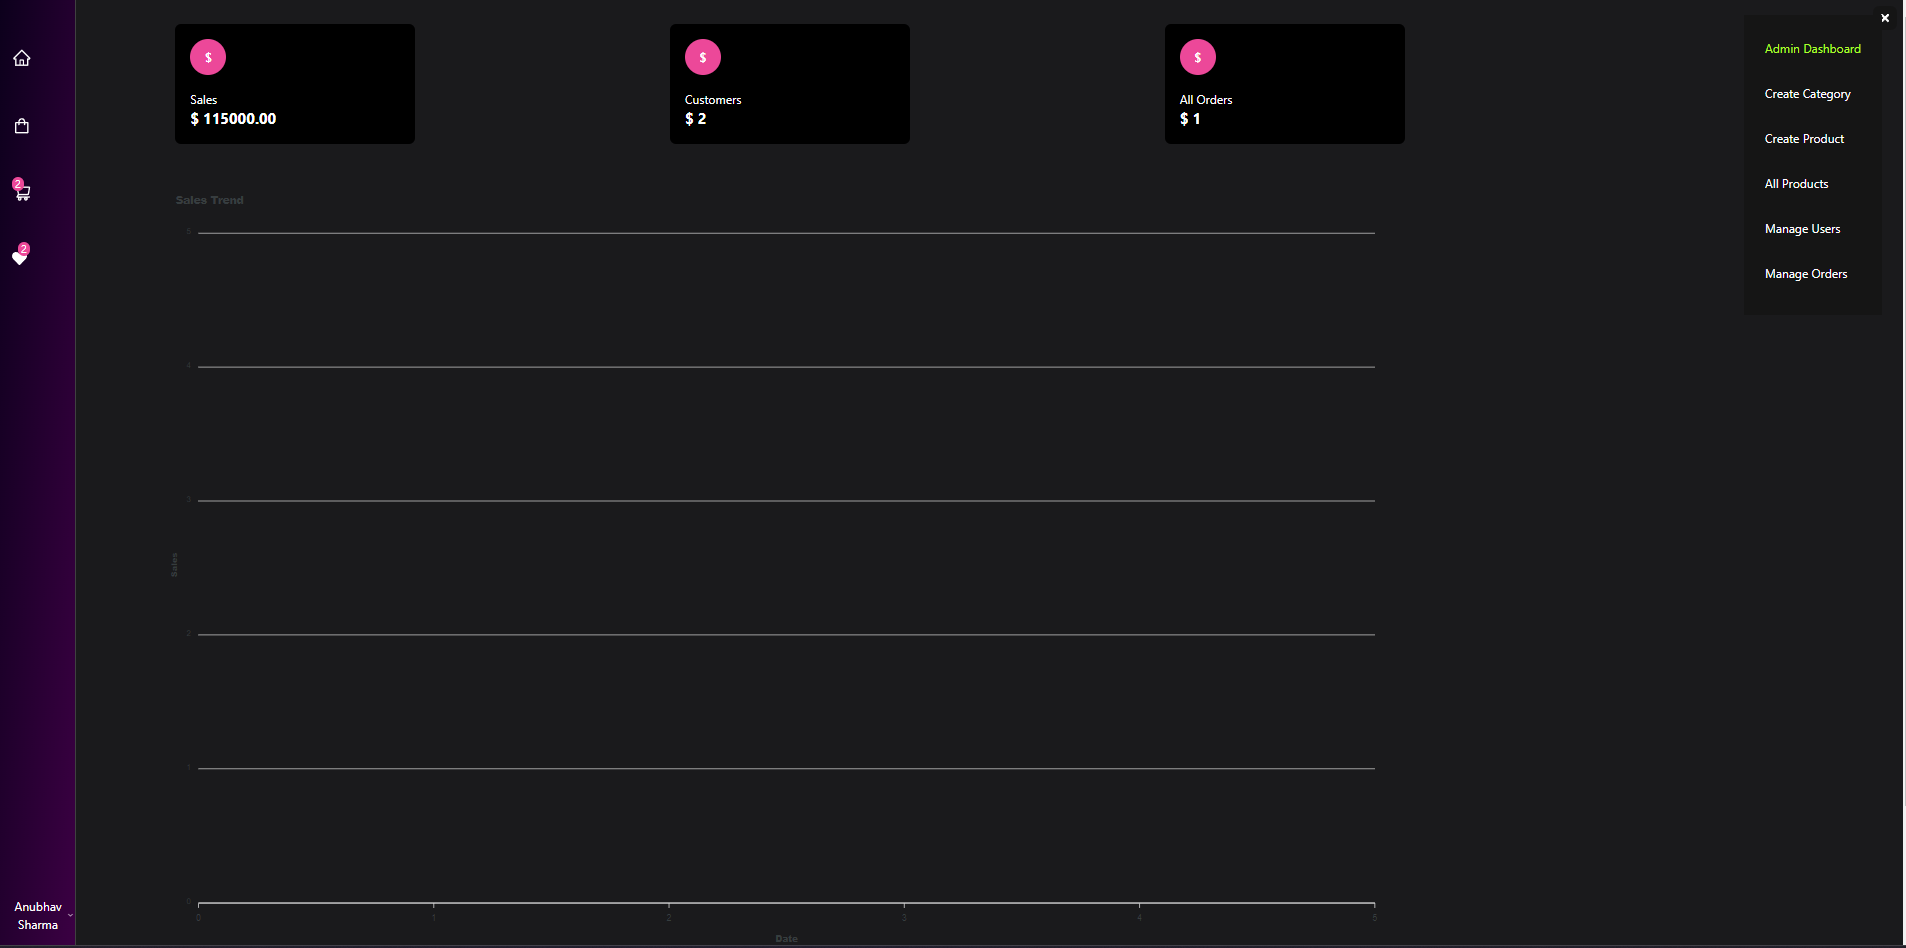 2
2
Anubhav
Sharma
$
Sales
$ 115000.00
$
Customers
$ 2
$
All Orders
$ 1
Sales Trend
5
4
3
2
1
0
Sales
0
1
2
3
4
5
Date
Admin Dashboard
Create Category
Create Product
All Products
Manage Users
Manage Orders